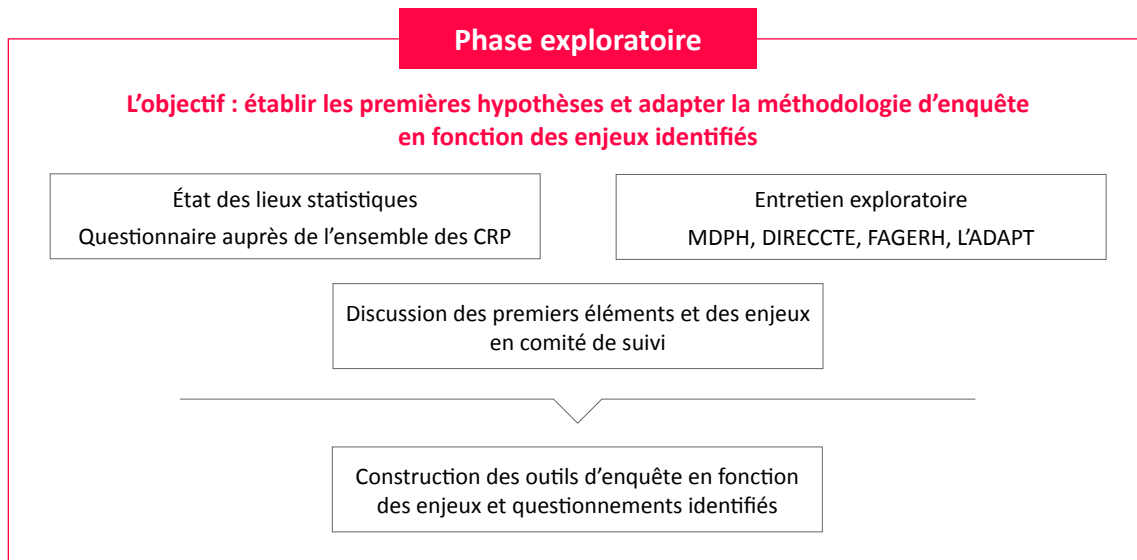 Phase exploratoire
L’objectif : établir les premières hypothèses et adapter la méthodologie d’enquête
en fonction des enjeux identifiés
État des lieux statistiques
Questionnaire auprès de l’ensemble des CRP
Entretien exploratoire
MDPH, DIRECCTE, FAGERH, L’ADAPT
Discussion des premiers éléments et des enjeux
en comité de suivi
Construction des outils d’enquête en fonction
des enjeux et questionnements identifiés